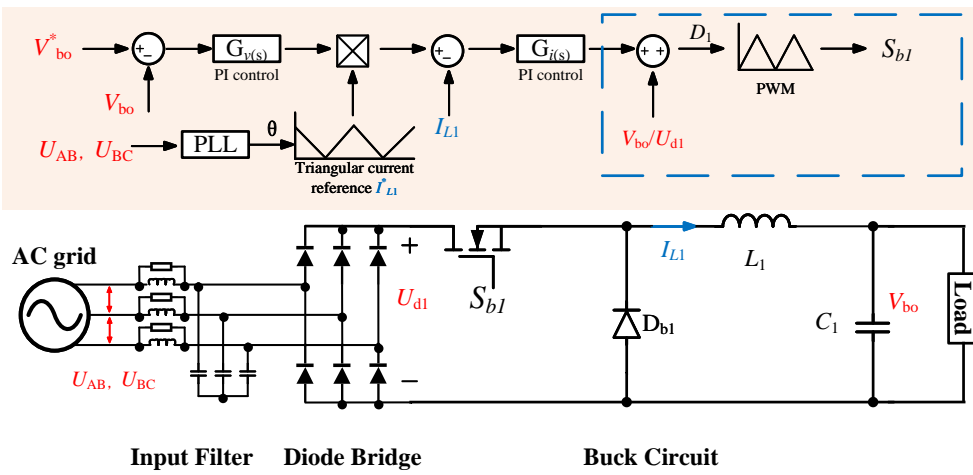 V*bo
+
−
Vbo
Gv(s)
PI control
+
−
IL1
Gi(s)
PI control
+ +
Vbo/Ud1
D1
PWM
Sb1
UAB, UBC
PLL
θ
Triangular current
reference I*L1
AC grid
UAB, UBC
+
Ud1
−
Sb1
Db1
IL1
L1
C1
Vbo
Load
Input Filter
Diode Bridge
Buck Circuit